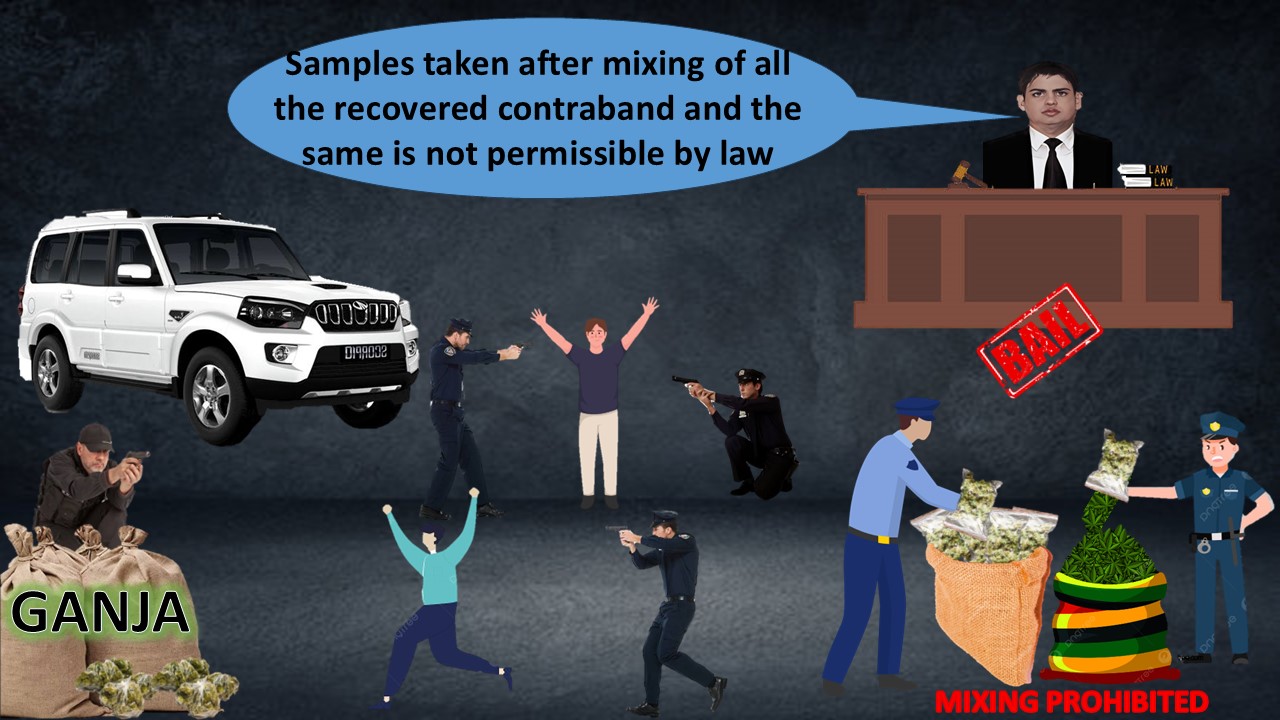 Samples taken after mixing of all
the recovered contraband and the
same is not permissible by law
LAW
LAW
BAIL
SCORPIO
GANJA
MIXING PROHIBITED